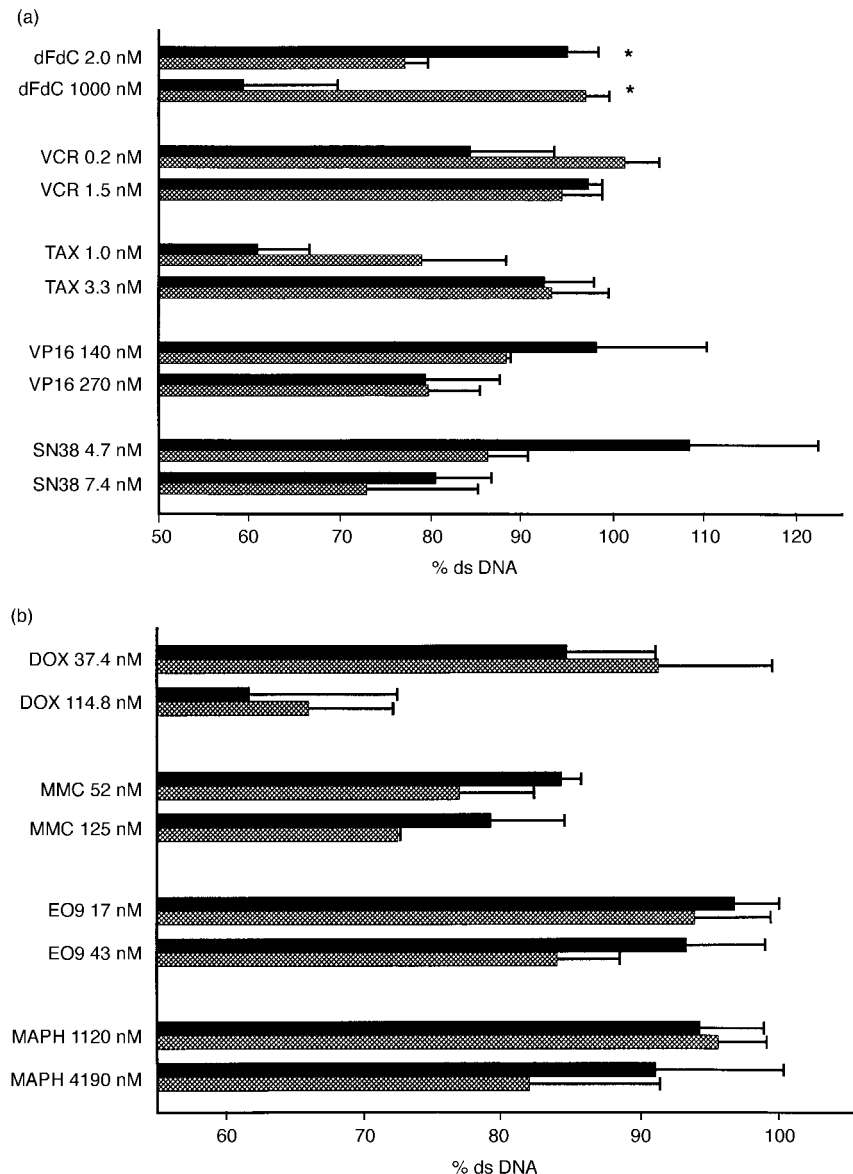 (a)
dFdC 2.0 nM
*
dFdC 1000 nM
*
VCR 0.2 nM
VCR 1.5 nM
TAX 1.0 nM
TAX 3.3 nM
VP16 140 nM
VP16 270 nM
SN38 4.7 nM
SN38 7.4 nM
50 60 70 80 90 100 110 120
% ds DNA
(b)
DOX 37.4 nM
DOX 114.8 nM
MMC 52 nM
MMC 125 nM
EO9 17 nM
EO9 43 nM
MAPH 1120 nM
MAPH 4190 nM
60 70 80 90 100
% ds DNA